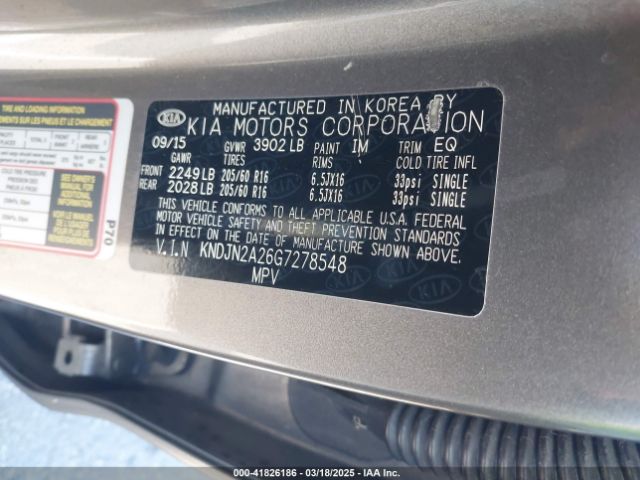 MANUFACTURED IN KOREA BY
KIA KIA MOTORS CORPORATION
09/15 GVWR 3902 LB PAINT IM TRIM EQ
GAWR TIRES RIMS COLD TIRE INFL
FRONT 2249 LB 205/60 R16 6.5JX16 33psi SINGLE
REAR 2028 LB 205/60 R16 6.5JX16 33psi SINGLE
THIS VEHICLE CONFORMS TO ALL APPLICABLE U.S.A. FEDERAL
MOTOR VEHICLE SAFETY AND THEFT PREVENTION STANDARDS
IN EFFECT ON THE DATE OF MANUFACTURE SHOWN ABOVE.
V.I.N KNDJN2A26G7278548
MPV
TIRE AND LOADING INFORMATION
P70
000-41826186 - 03/18/2025 - IAA Inc.